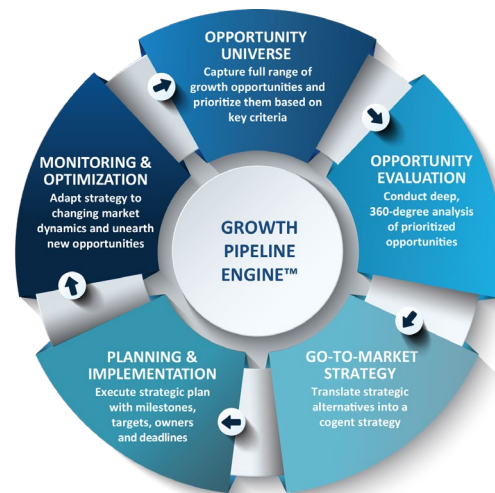 OPPORTUNITY
UNIVERSE
Capture full range of
growth opportunities and
prioritize them based on
key criteria
OPPORTUNITY
EVALUATION
Conduct deep,
360-degree analysis
of prioritized
opportunities
GO-TO-MARKET
STRATEGY
Translate strategic
alternatives into a
cogent strategy
PLANNING &
IMPLEMENTATION
Execute strategic plan
with milestones,
targets, owners
and deadlines
MONITORING &
OPTIMIZATION
Adapt strategy to
changing market
dynamics and unearth
new opportunities
GROWTH
PIPELINE
ENGINE™